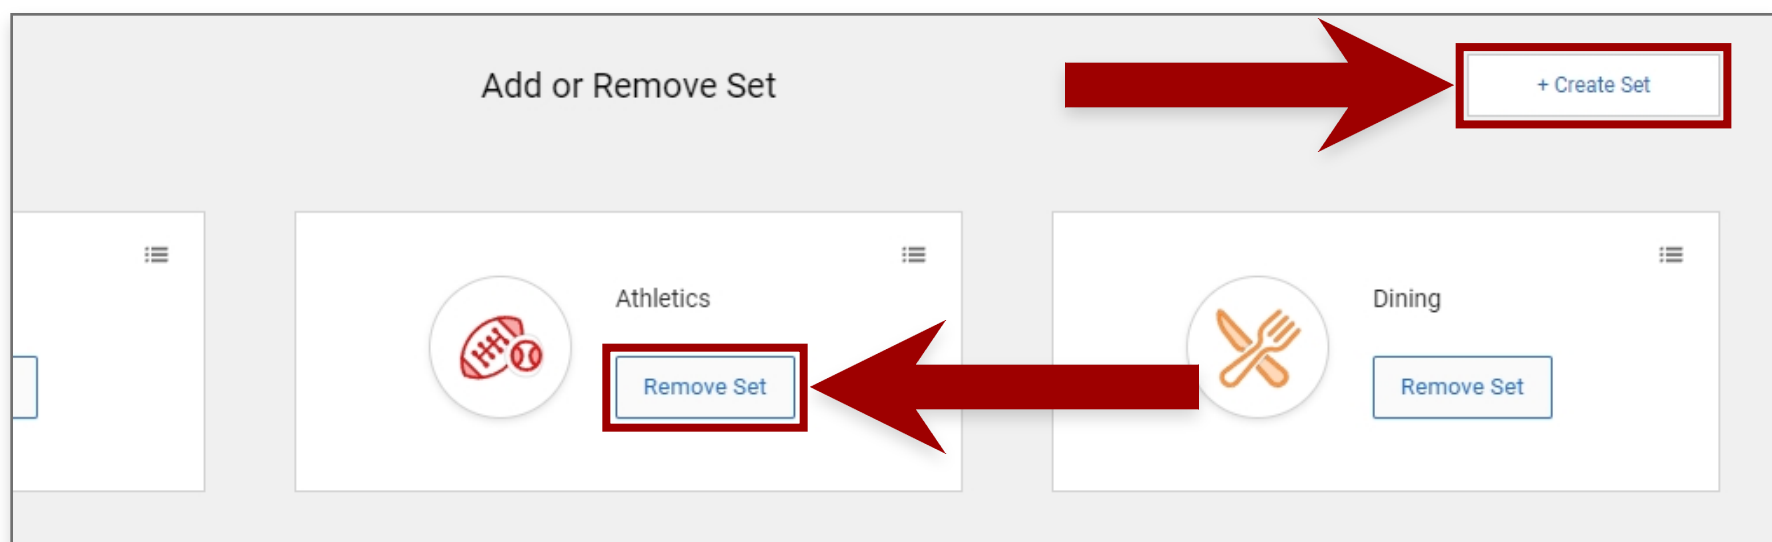 Add or Remove Set
+ Create Set
Athletics
Remove Set
Dining
Remove Set